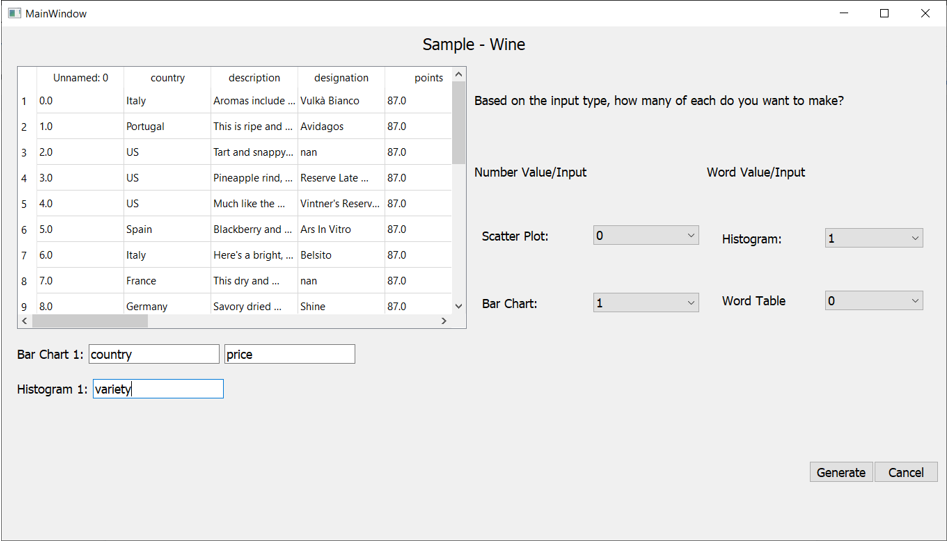 MainWindow
Sample - Wine
Unnamed: 0 country description designation points
1 0.0 Italy Aromas include ... Vulkà Bianco 87.0
2 1.0 Portugal This is ripe and ... Avidagos 87.0
3 2.0 US Tart and snappy... nan 87.0
4 3.0 US Pineapple rind, ... Reserve Late ... 87.0
5 4.0 US Much like the ... Vintner's Reserv... 87.0
6 5.0 Spain Blackberry and ... Ars In Vitro 87.0
7 6.0 Italy Here's a bright, ... Belsito 87.0
8 7.0 France This dry and ... nan 87.0
9 8.0 Germany Savory dried ... Shine 87.0
Based on the input type, how many of each do you want to make?
Number Value/Input Word Value/Input
Scatter Plot: 0 Histogram: 1
Bar Chart: 1 Word Table 0
Bar Chart 1: country price
Histogram 1: variety
Generate Cancel